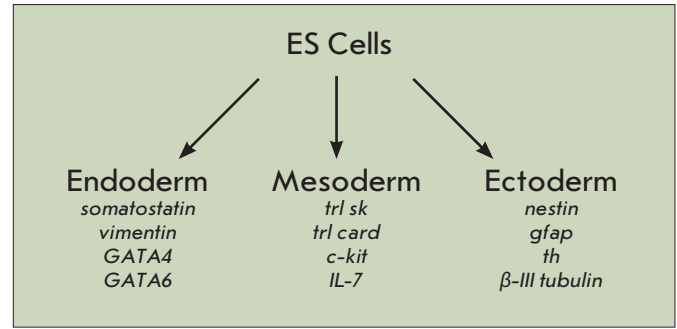 ES Cells
Endoderm
somatostatin
vimentin
GATA4
GATA6
Mesoderm
trl sk
trl card
c-kit
IL-7
Ectoderm
nestin
gfap
th
β-III tubulin